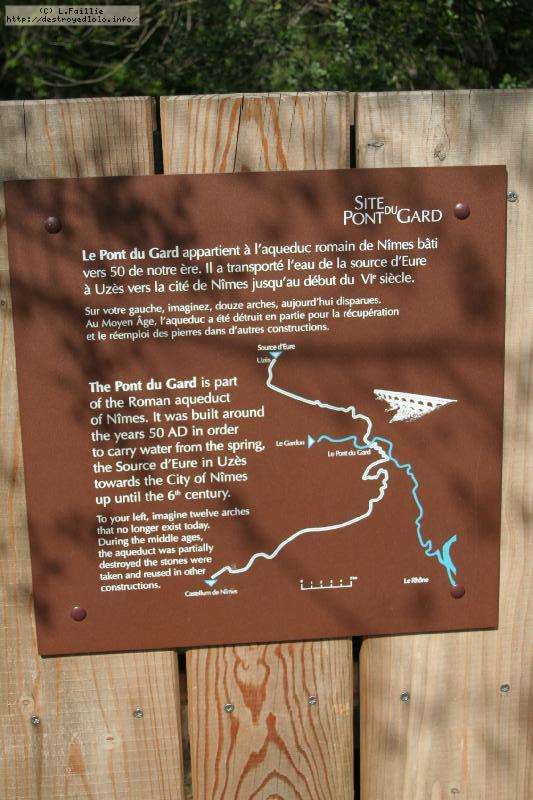 (C) L.Faillie
http://destroyedlolo.info/
SITE
PONT DU GARD
Le Pont du Gard appartient à l'aqueduc romain de Nîmes bâti
vers 50 de notre ère. Il a transporté l'eau de la source d'Eure
à Uzès vers la cité de Nîmes jusqu'au début du VIe siècle.
Sur votre gauche, imaginez, douze arches, aujourd'hui disparues.
Au Moyen Âge, l'aqueduc a été détruit en partie pour la récupération
et le réemploi des pierres dans d'autres constructions.
The Pont du Gard is part
of the Roman aqueduct
of Nîmes. It was built around
the years 50 AD in order
to carry water from the spring,
the Source d'Eure in Uzès
towards the City of Nîmes
up until the 6th century.
To your left, imagine twelve arches
that no longer exist today.
During the middle ages,
the aqueduct was partially
destroyed the stones were
taken and reused in other
constructions.
Source d'Eure
Uzès
Le Gardon
Le Pont du Gard
Castellum de Nîmes
Le Rhône